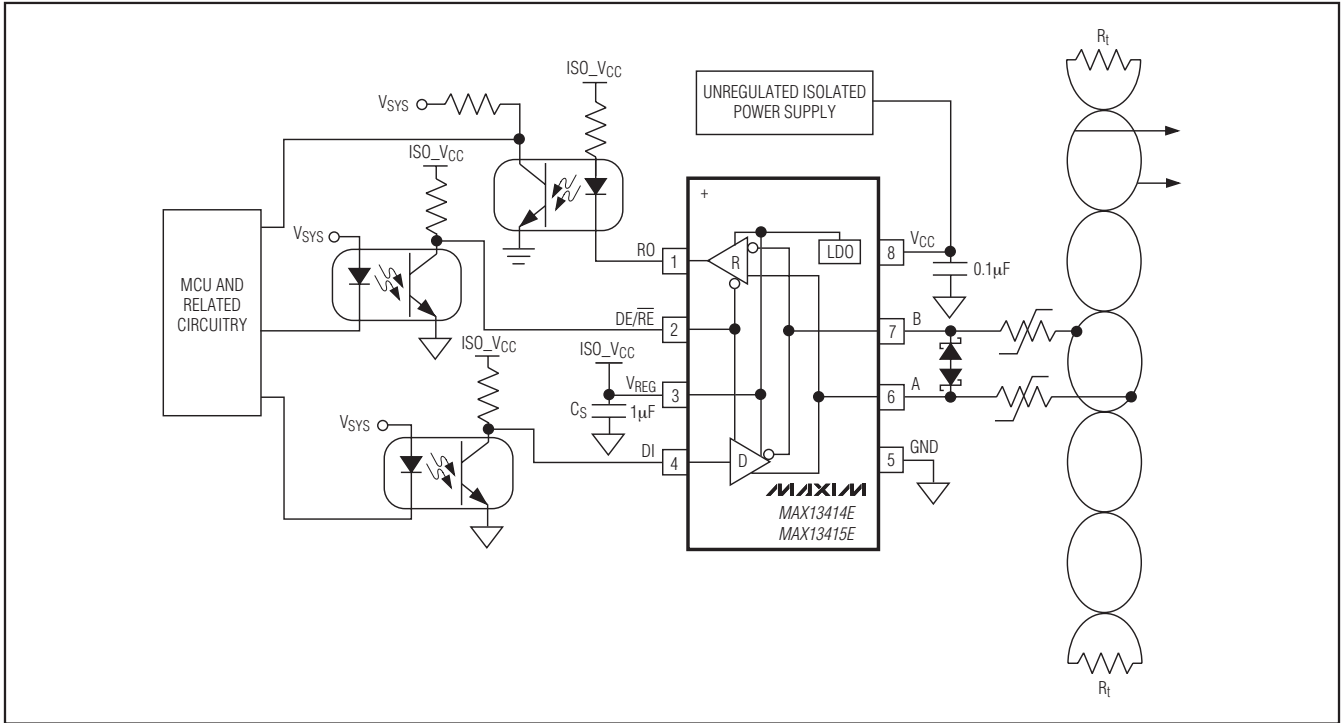 Rt
ISO_VCC
UNREGULATED ISOLATED
POWER SUPPLY
VSYS
ISO_VCC
+
VSYS
RO
1
R
LDO
8
VCC
0.1µF
MCU AND
RELATED
CIRCUITRY
DE/RE
2
7
B
ISO_VCC
ISO_VCC
VREG
3
CS
1µF
6
A
VSYS
DI
4
D
5
GND
MAXIM
MAX13414E
MAX13415E
Rt